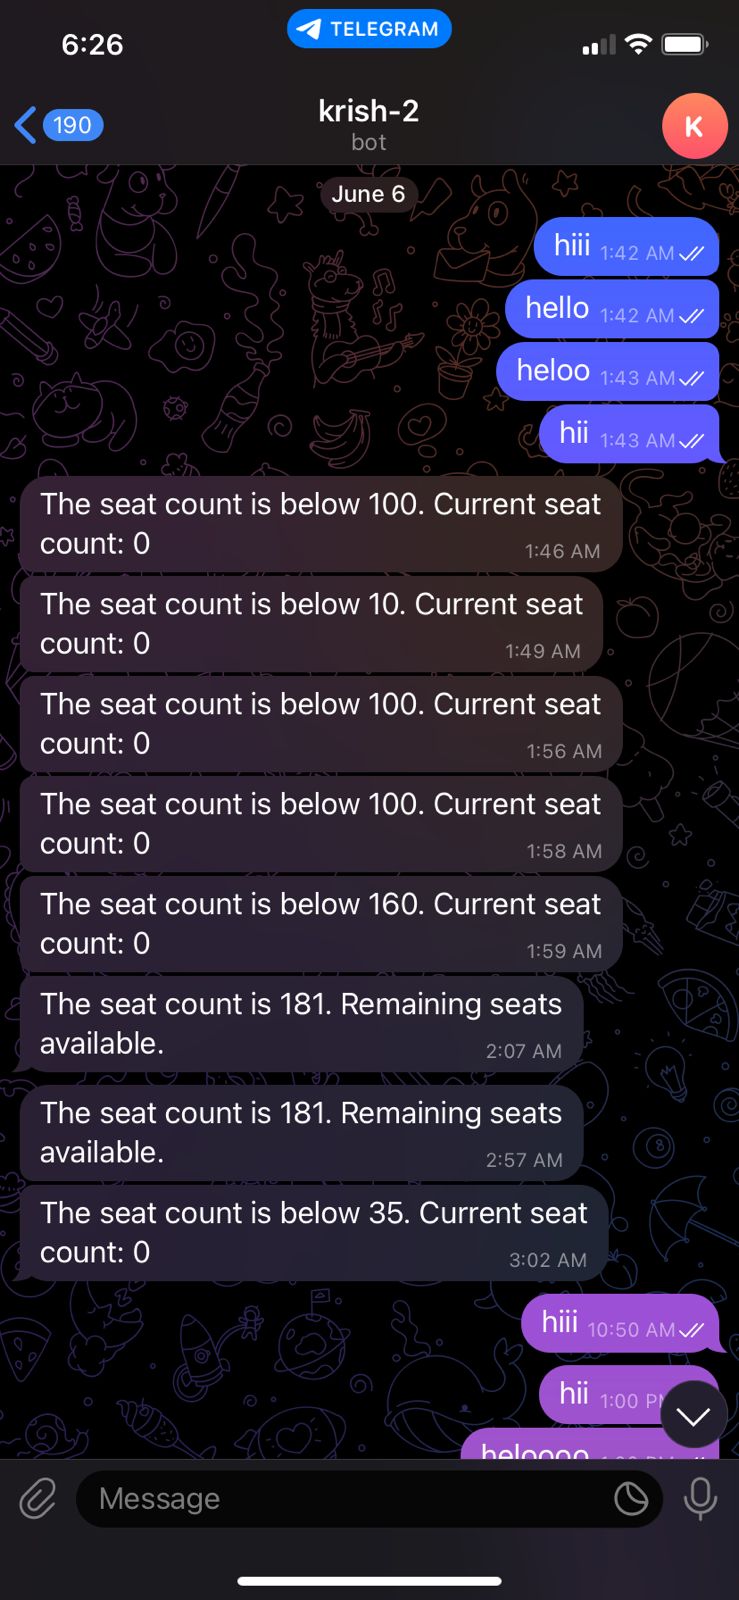 6:26
TELEGRAM
190
krish-2
bot
K
June 6
hiii 1:42 AM
hello 1:42 AM
heloo 1:43 AM
hii 1:43 AM
The seat count is below 100. Current seat
count: 0
1:46 AM
The seat count is below 10. Current seat
count: 0
1:49 AM
The seat count is below 100. Current seat
count: 0
1:56 AM
The seat count is below 100. Current seat
count: 0
1:58 AM
The seat count is below 160. Current seat
count: 0
1:59 AM
The seat count is 181. Remaining seats
available.
2:07 AM
The seat count is 181. Remaining seats
available.
2:57 AM
The seat count is below 35. Current seat
count: 0
3:02 AM
hiii 10:50 AM
hii 1:00
heloooo
Message